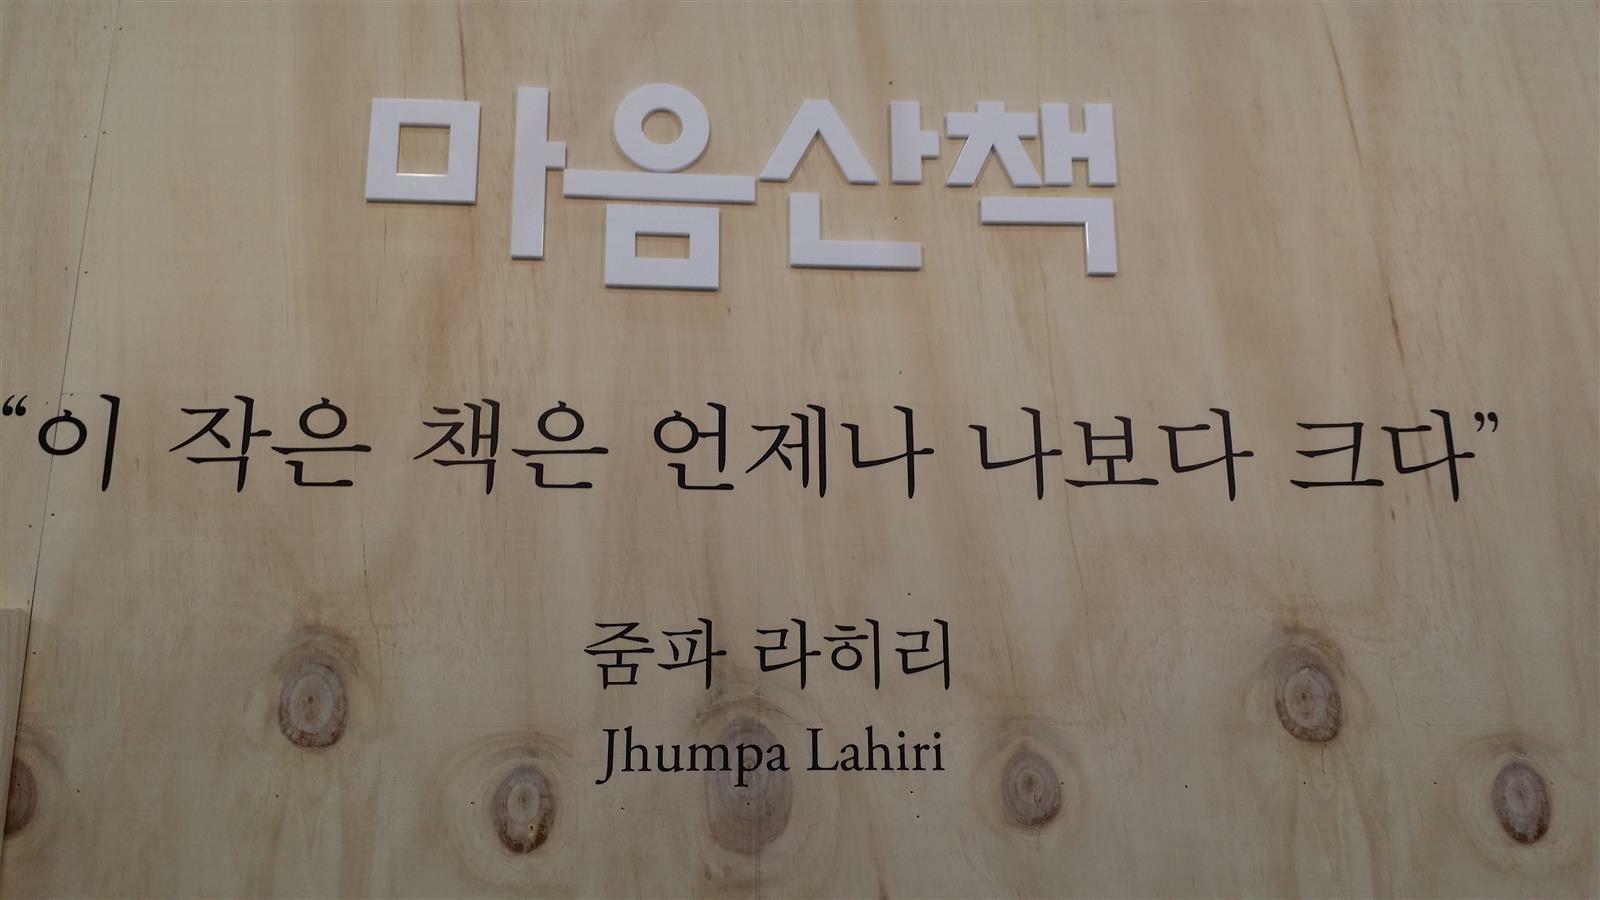 마음산책
“이 작은 책은 언제나 나보다 크다”
줌파 라히리
Jhumpa Lahiri